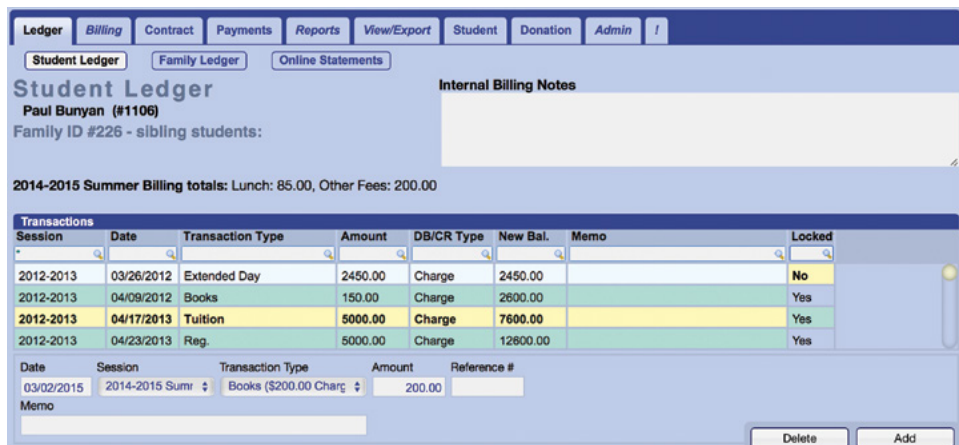 Ledger Billing Contract Payments Reports View/Export Student Donation Admin !
Student Ledger Family Ledger Online Statements
Student Ledger
Internal Billing Notes
Paul Bunyan (#1106)
Family ID #226 - sibling students:
2014-2015 Summer Billing totals: Lunch: 85.00, Other Fees: 200.00
Transactions
Session Date Transaction Type Amount DB/CR Type New Bal. Memo Locked
*
2012-2013 03/26/2012 Extended Day 2450.00 Charge 2450.00 No
2012-2013 04/09/2012 Books 150.00 Charge 2600.00 Yes
2012-2013 04/17/2013 Tuition 5000.00 Charge 7600.00 Yes
2012-2013 04/23/2013 Reg. 5000.00 Charge 12600.00 Yes
Date Session Transaction Type Amount Reference #
03/02/2015 2014-2015 Sumr Books ($200.00 Charg 200.00
Memo
Delete Add